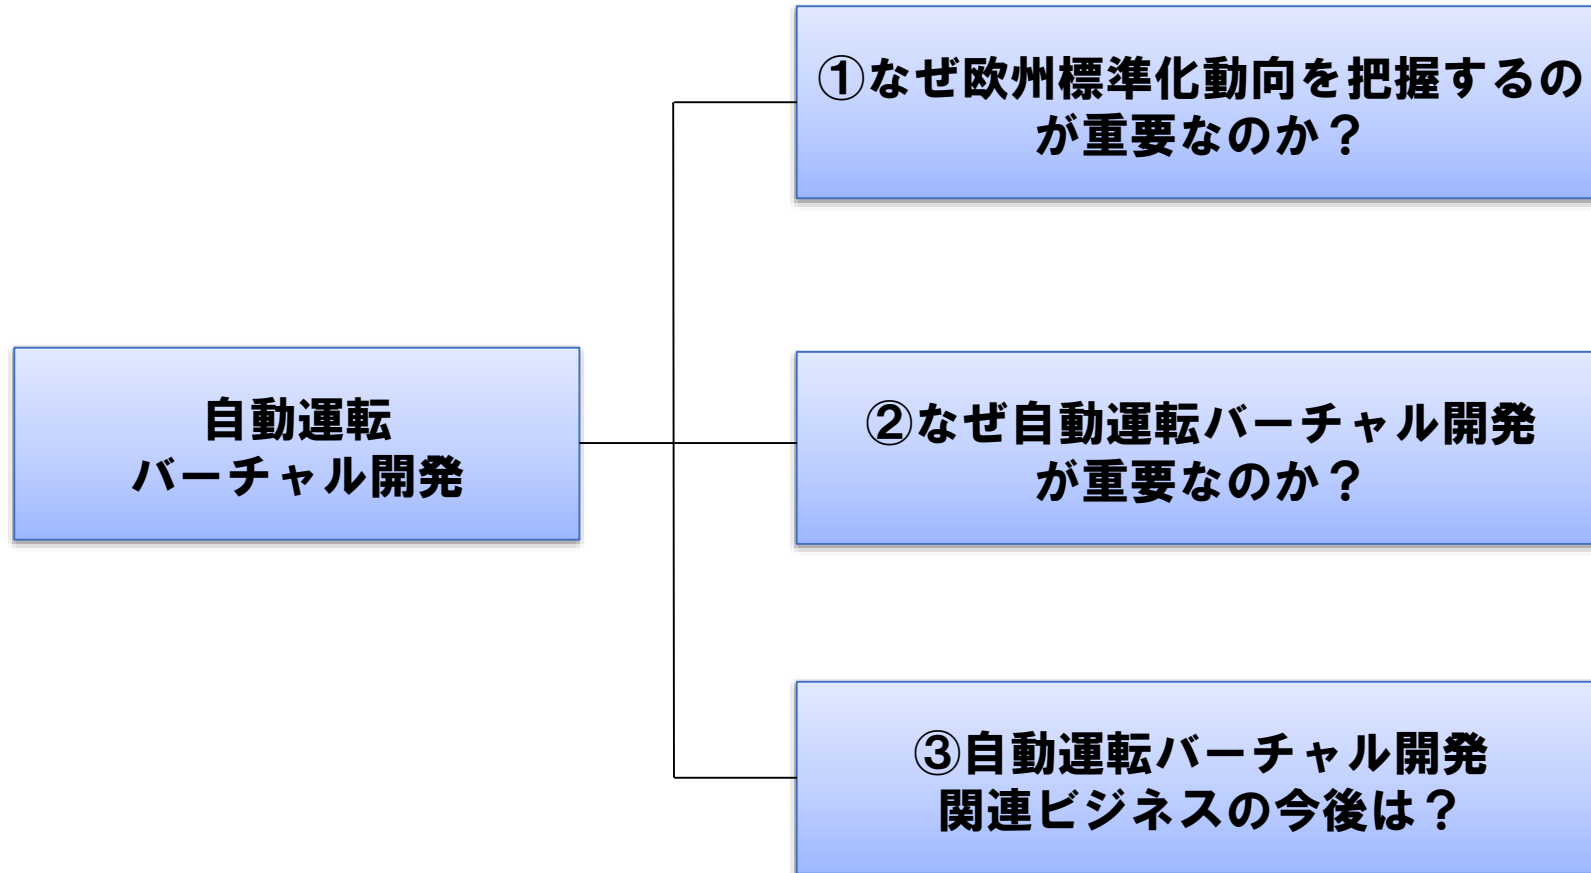 ①なぜ欧州標準化動向を把握するの
が重要なのか？
自動運転
バーチャル開発
②なぜ自動運転バーチャル開発
が重要なのか？
③自動運転バーチャル開発
関連ビジネスの今後は？